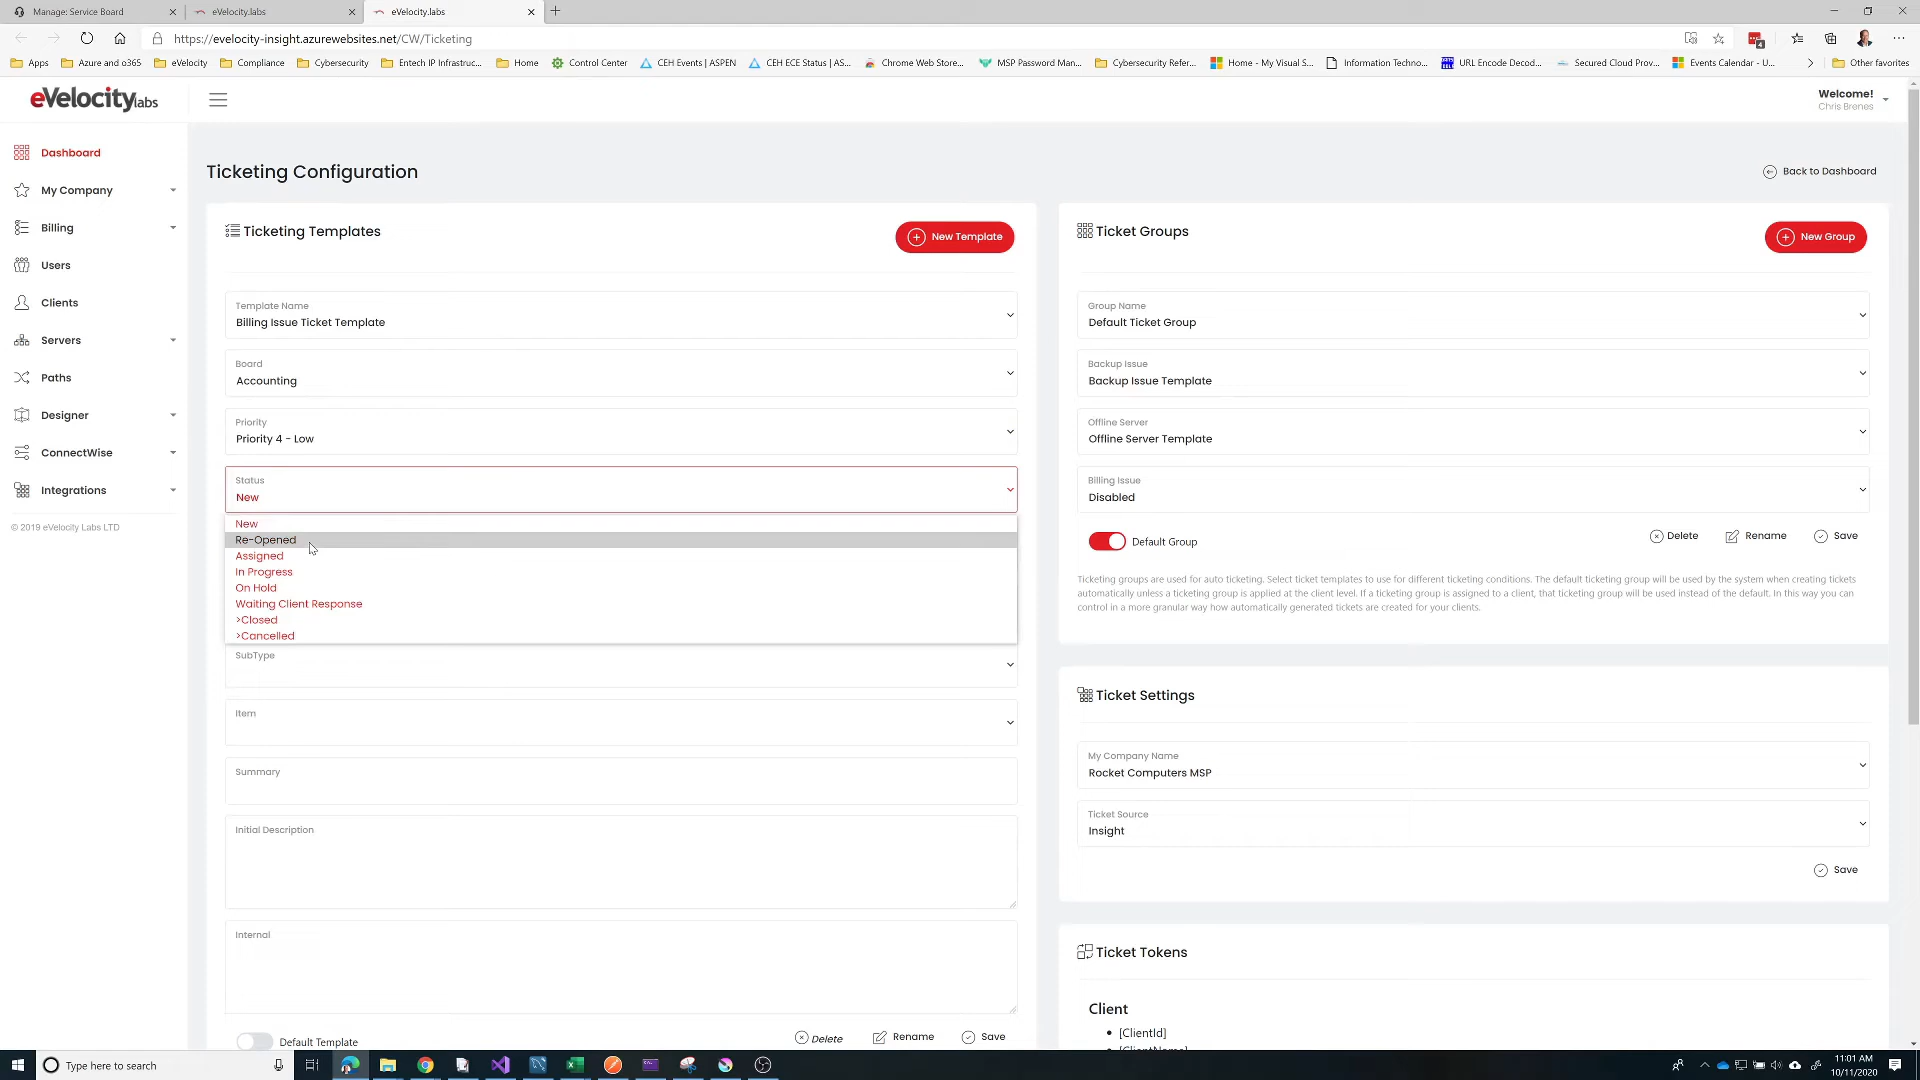 Manage: Service Board
eVelocity.labs
eVelocity.labs
https://evelocity-insight.azurewebsites.net/CW/Ticketing
4
Apps
Azure and o365
eVelocity
Compliance
Cybersecurity
Entech IP Infrastruc...
Home
Control Center
CEH Events | ASPEN
CEH ECE Status | AS...
Chrome Web Store...
MSP Password Man...
Cybersecurity Refer...
Home - My Visual S...
Information Techno...
URL Encode Decod...
Secured Cloud Prov...
Events Calendar - U...
Other favorites
eVelocitylabs
Welcome!
Chris Brenes
Dashboard
My Company
Billing
Users
Clients
Servers
Paths
Designer
ConnectWise
Integrations
© 2019 eVelocity Labs LTD
Ticketing Configuration
Back to Dashboard
Ticketing Templates
New Template
Template Name
Billing Issue Ticket Template
Board
Accounting
Priority
Priority 4 - Low
Status
New
New
Re-Opened
Assigned
In Progress
On Hold
Waiting Client Response
>Closed
>Cancelled
SubType
Item
Summary
Initial Description
Internal
Default Template
Delete
Rename
Save
Ticket Groups
New Group
Group Name
Default Ticket Group
Backup Issue
Backup Issue Template
Offline Server
Offline Server Template
Billing Issue
Disabled
Default Group
Delete
Rename
Save
Ticketing groups are used for auto ticketing. Select ticket templates to use for different ticketing conditions. The default ticketing group will be used by the system when creating tickets
automatically unless a ticketing group is applied at the client level. If a ticketing group is assigned to a client, that ticketing group will be used instead of the default. In this way you can
control in a more granular way how automatically generated tickets are created for your clients.
Ticket Settings
My Company Name
Rocket Computers MSP
Ticket Source
Insight
Save
Ticket Tokens
Client
• [ClientId]
• [ClientName]
Type here to search
11:01 AM
10/11/2020